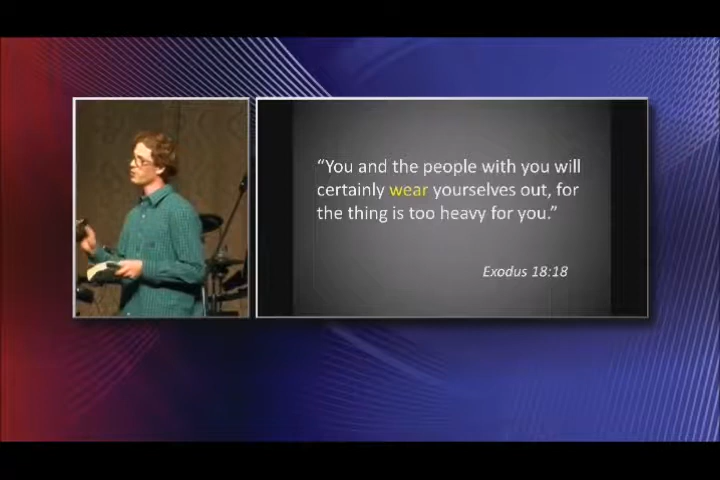 “You and the people with you will
certainly wear yourselves out, for
the thing is too heavy for you.”
Exodus 18:18